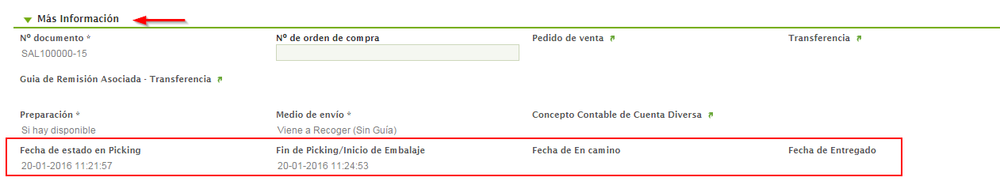 Más Información
Nº documento * Nº de orden de compra Pedido de venta Transferencia
SAL100000-15
Guia de Remisión Asociada - Transferencia
Preparación * Medio de envío * Concepto Contable de Cuenta Diversa
Si hay disponible Viene a Recoger (Sin Guía)
Fecha de estado en Picking Fin de Picking/Inicio de Embalaje Fecha de En camino Fecha de Entregado
20-01-2016 11:21:57 20-01-2016 11:24:53